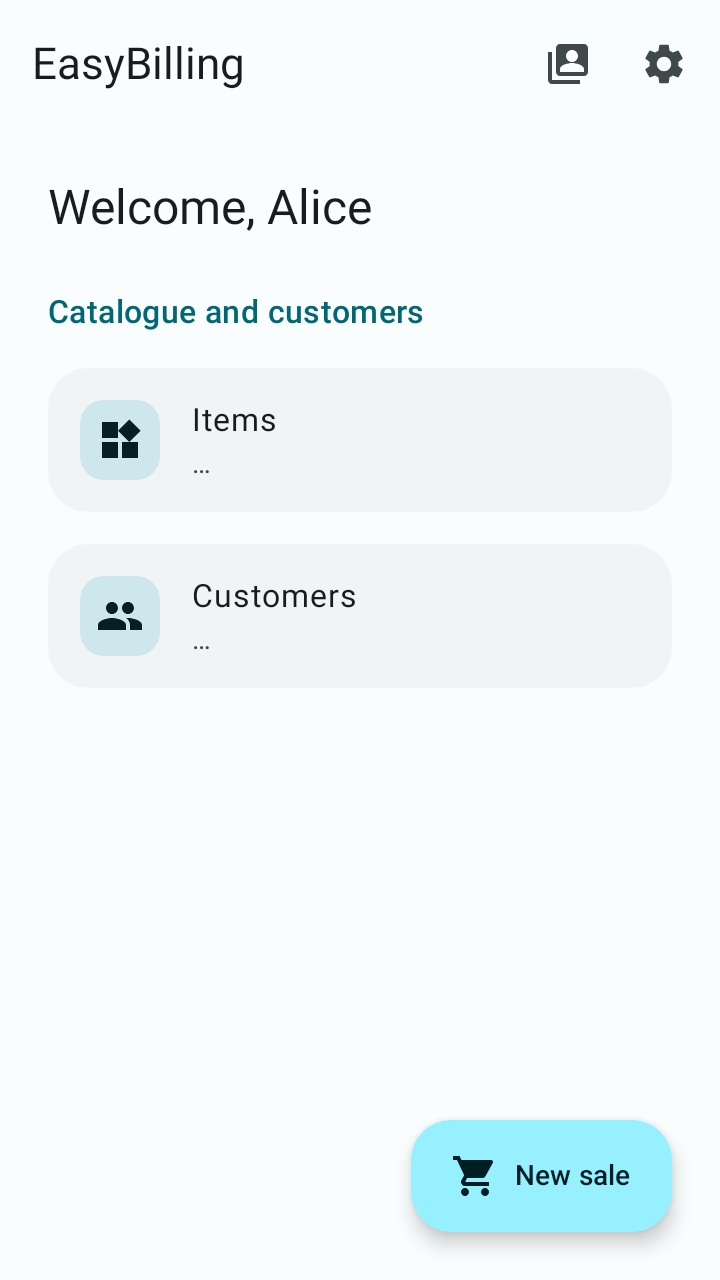 EasyBilling
Welcome, Alice
Catalogue and customers
Items
…
Customers
…
New sale